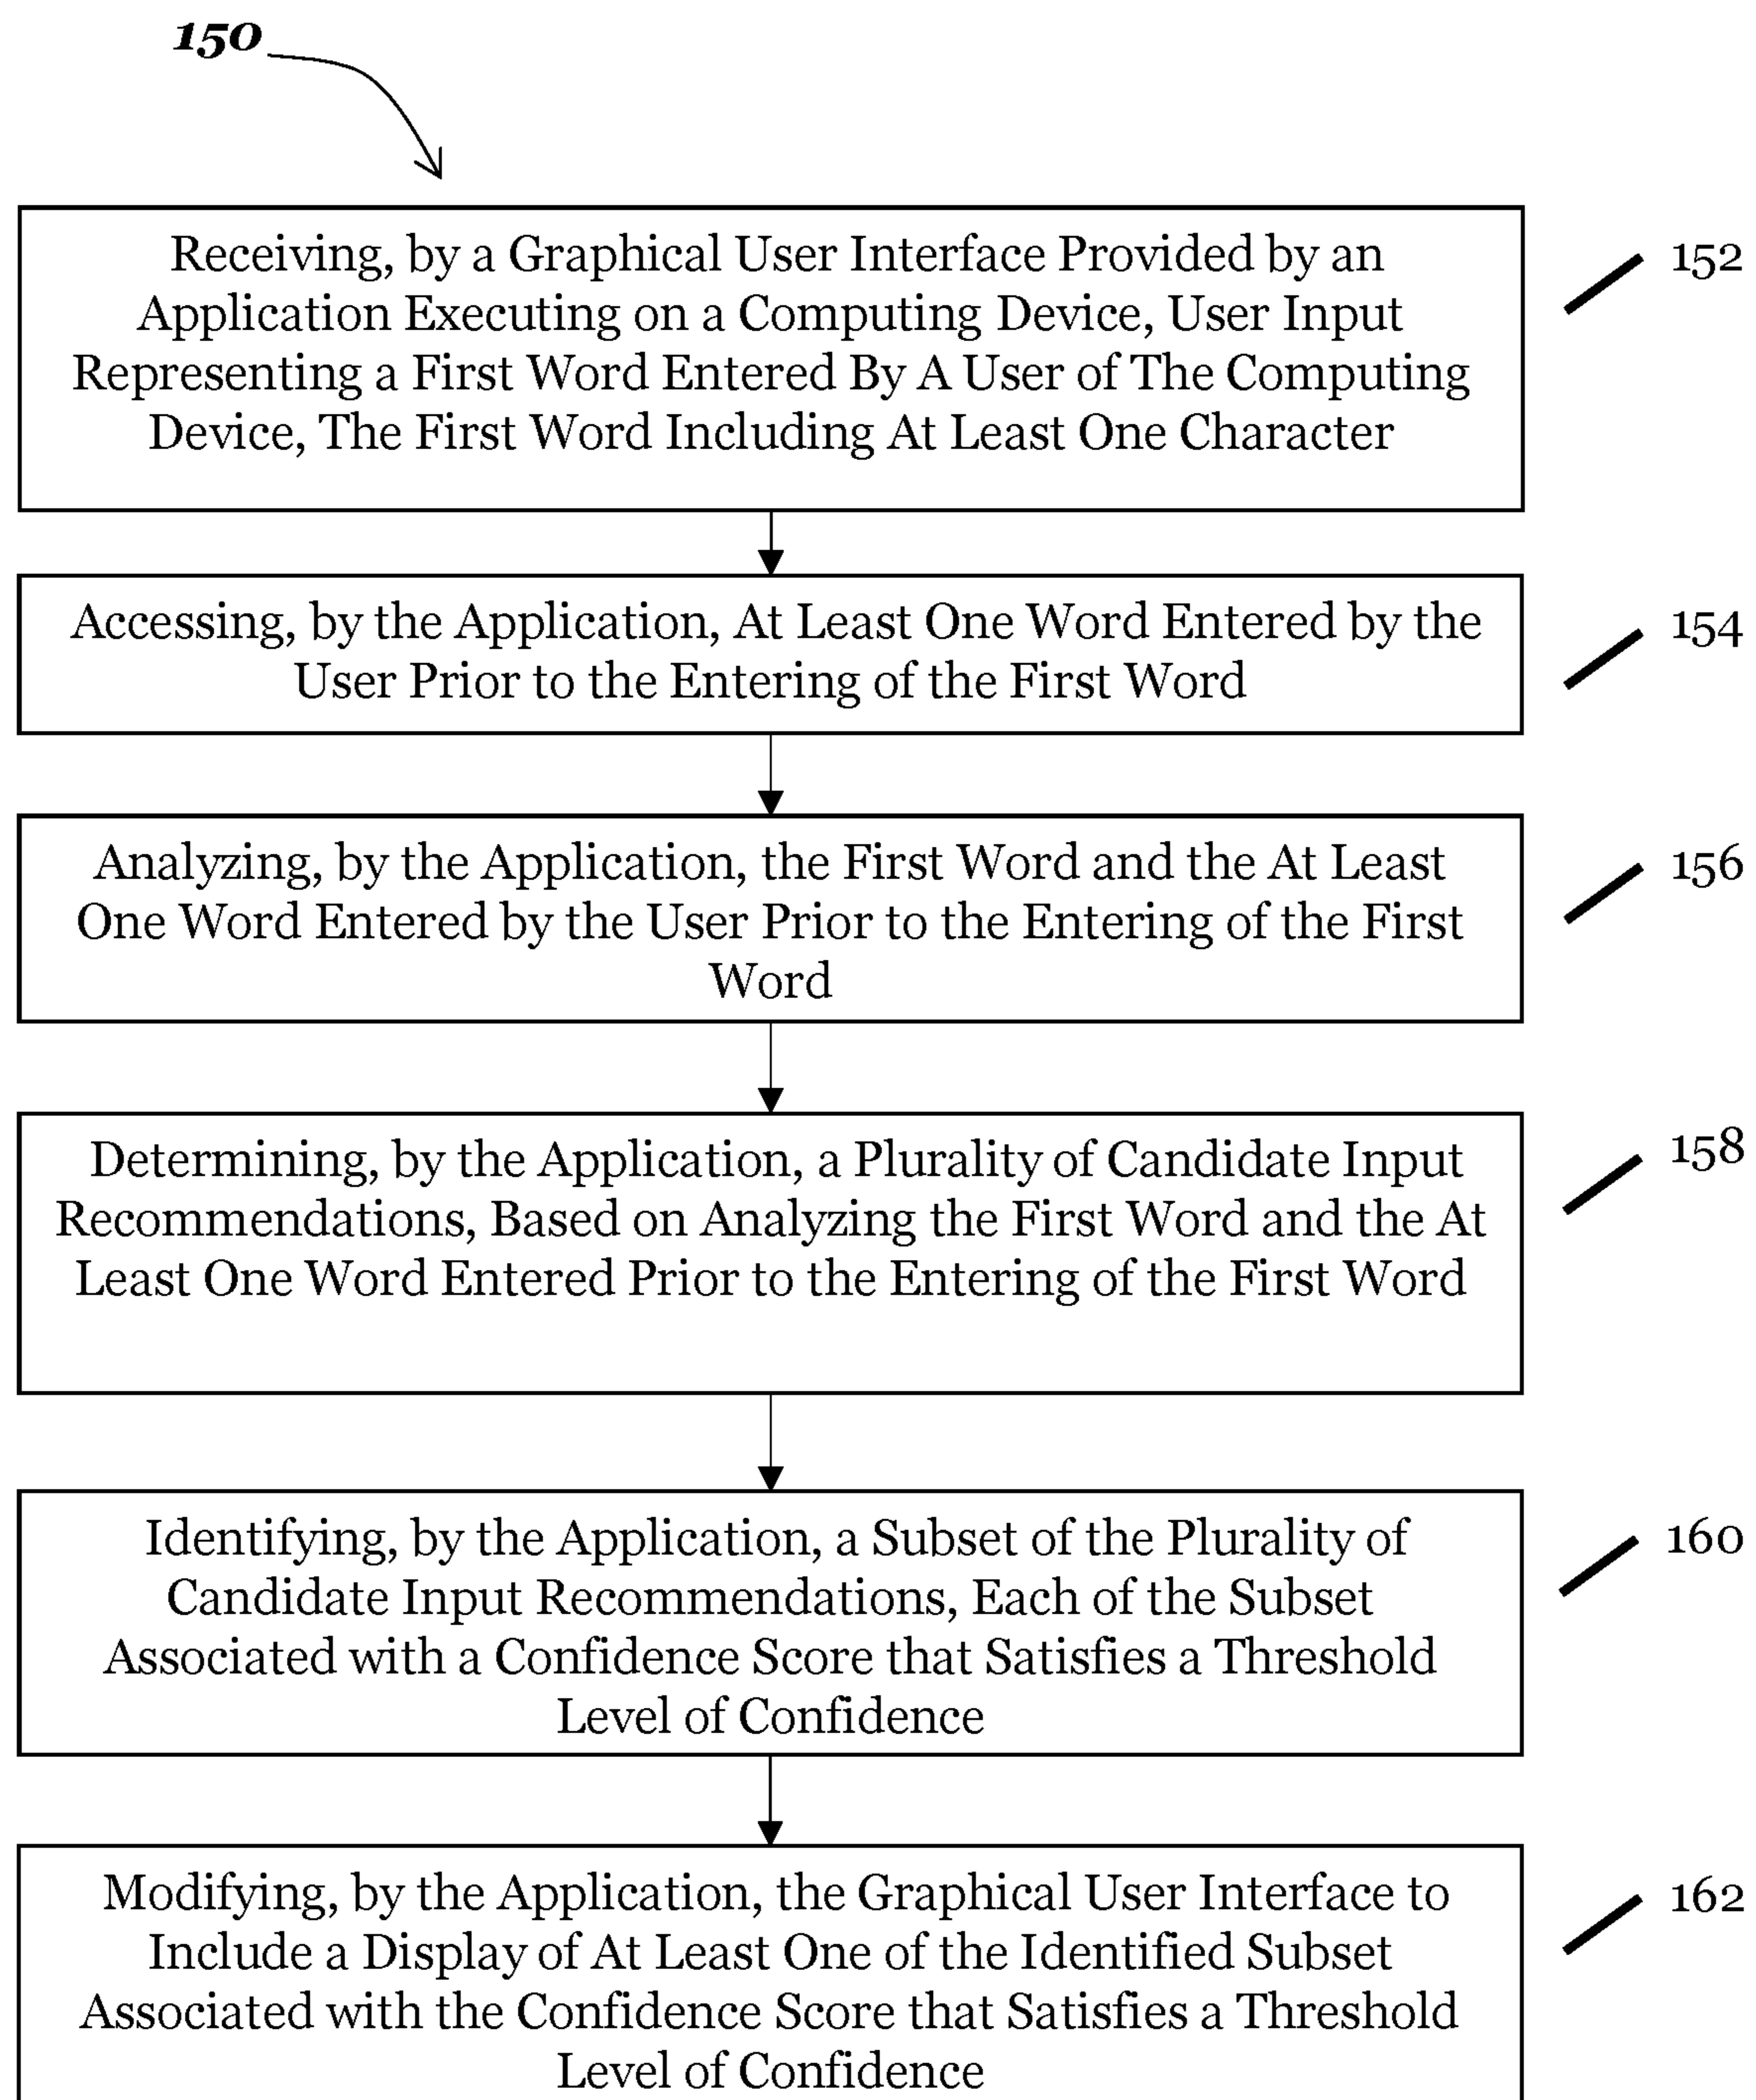 150
Receiving, by a Graphical User Interface Provided by an
Application Executing on a Computing Device, User Input
Representing a First Word Entered By A User of The Computing
Device, The First Word Including At Least One Character
152
Accessing, by the Application, At Least One Word Entered by the
User Prior to the Entering of the First Word
154
Analyzing, by the Application, the First Word and the At Least
One Word Entered by the User Prior to the Entering of the First
Word
156
Determining, by the Application, a Plurality of Candidate Input
Recommendations, Based on Analyzing the First Word and the At
Least One Word Entered Prior to the Entering of the First Word
158
Identifying, by the Application, a Subset of the Plurality of
Candidate Input Recommendations, Each of the Subset
Associated with a Confidence Score that Satisfies a Threshold
Level of Confidence
160
Modifying, by the Application, the Graphical User Interface to
Include a Display of At Least One of the Identified Subset
Associated with the Confidence Score that Satisfies a Threshold
Level of Confidence
162